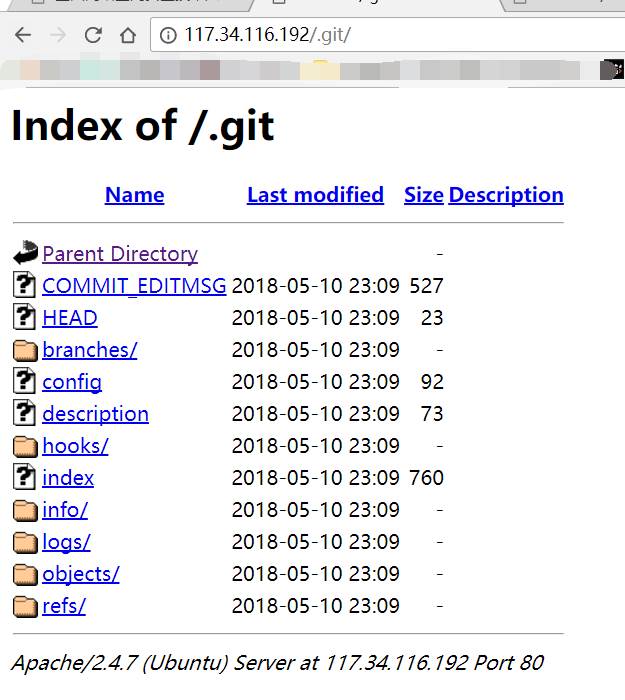 117.34.116.192/.git/
Index of /.git
Name Last modified Size Description
Parent Directory -
COMMIT_EDITMSG 2018-05-10 23:09 527
HEAD 2018-05-10 23:09 23
branches/ 2018-05-10 23:09 -
config 2018-05-10 23:09 92
description 2018-05-10 23:09 73
hooks/ 2018-05-10 23:09 -
index 2018-05-10 23:09 760
info/ 2018-05-10 23:09 -
logs/ 2018-05-10 23:09 -
objects/ 2018-05-10 23:09 -
refs/ 2018-05-10 23:09 -
Apache/2.4.7 (Ubuntu) Server at 117.34.116.192 Port 80